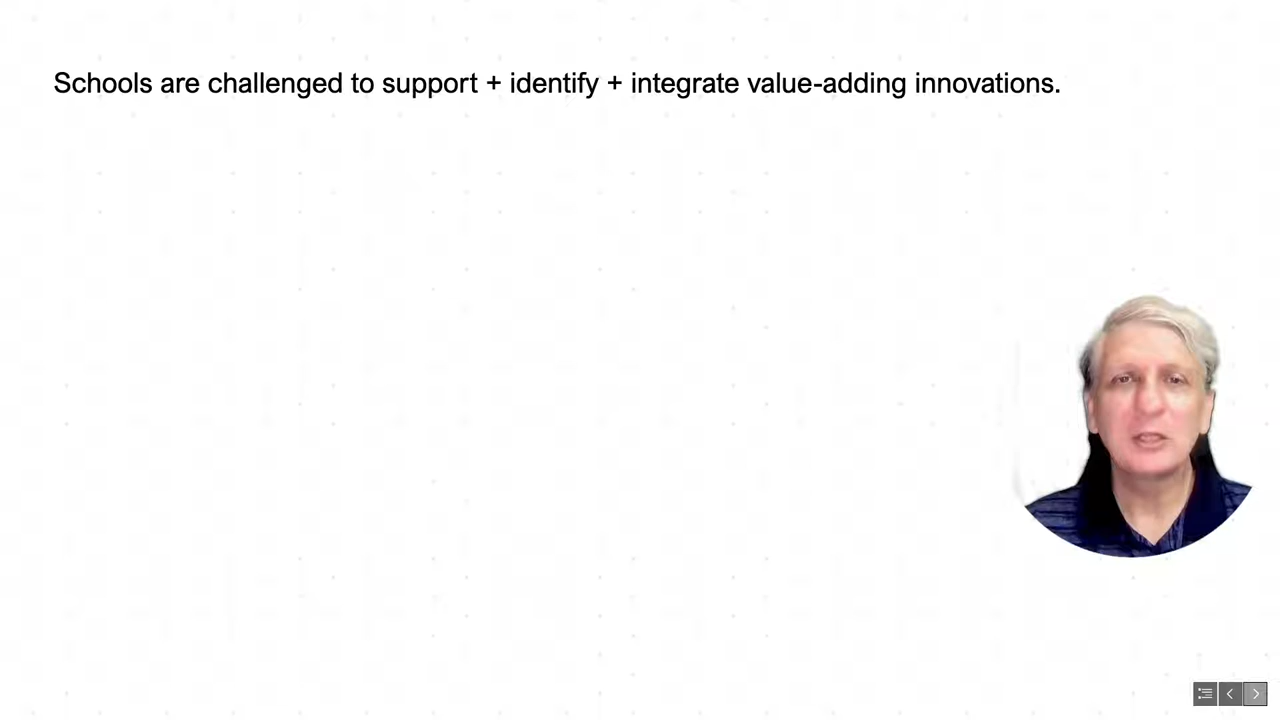 Schools are challenged to support + identify + integrate value-adding innovations.